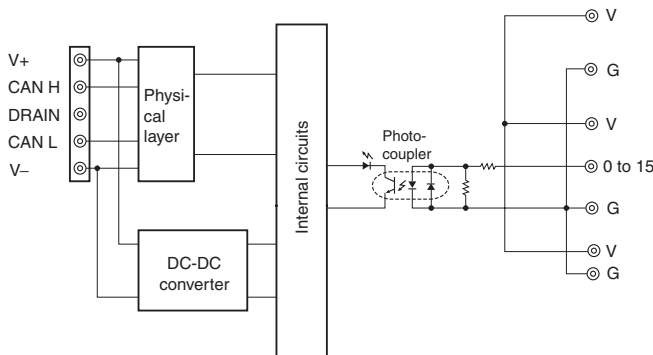 V+
CAN H
DRAIN
CAN L
V–
Physi-
cal
layer
DC-DC
converter
Internal circuits
Photo-
coupler
V
G
V
0 to 15
G
V
G